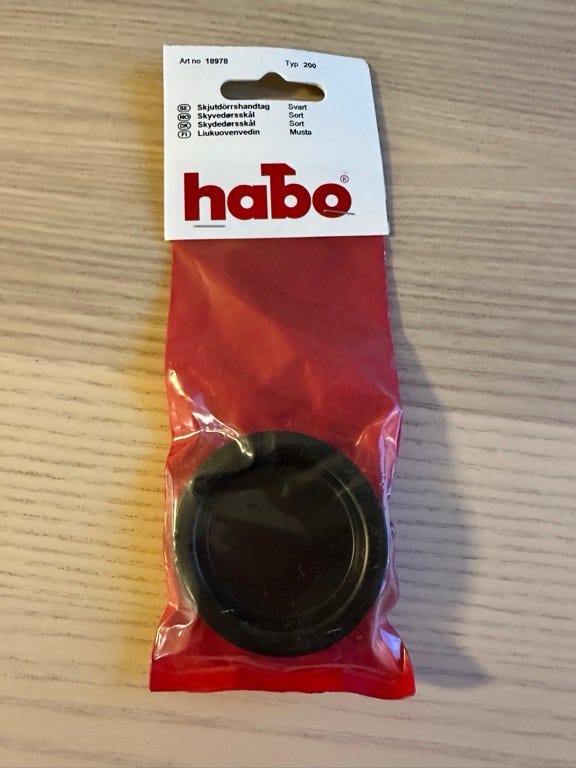 Art no 18978 Typ 200
SE Skjutdörrshandtag Svart
NO Skyvedørsskål Sort
DK Skydedørsskål Sort
FI Liukuovenvedin Musta
habo®